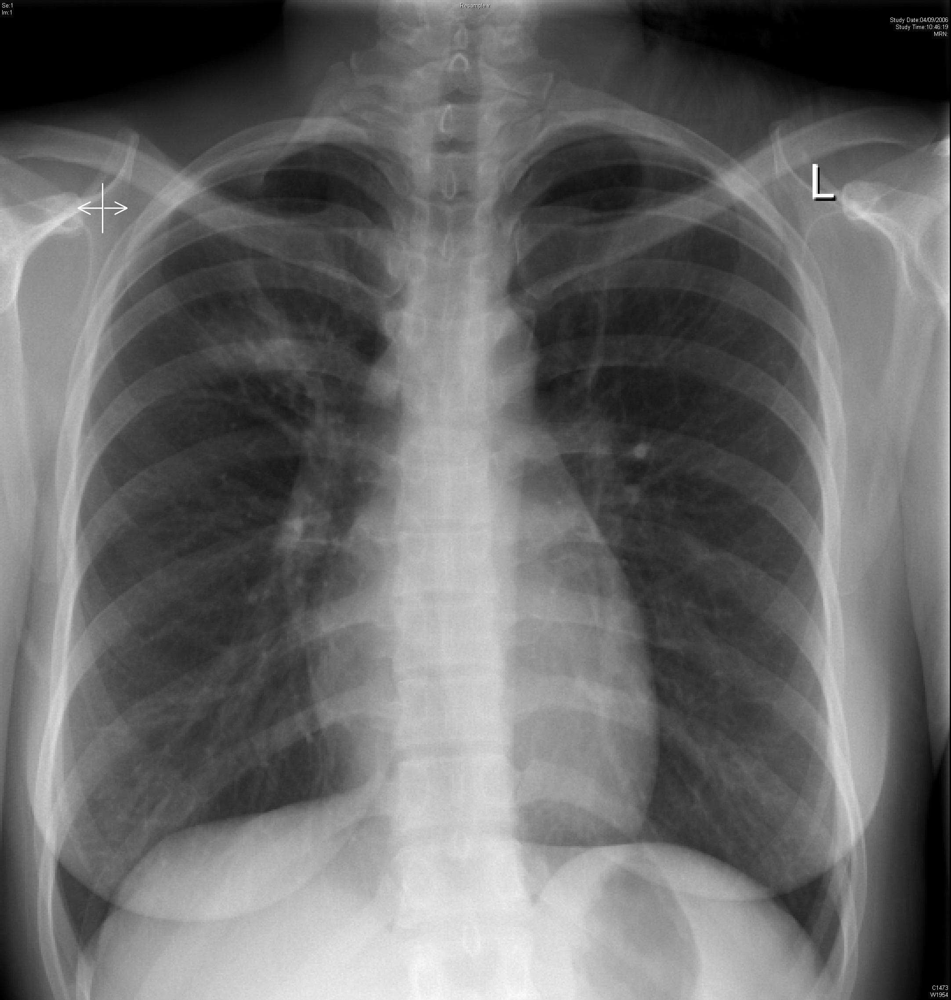 Se:1
Im:1
Resample v
Study Date:04/09/2006
Study Time:10:46:19
MRN:
L
C1473
W1954